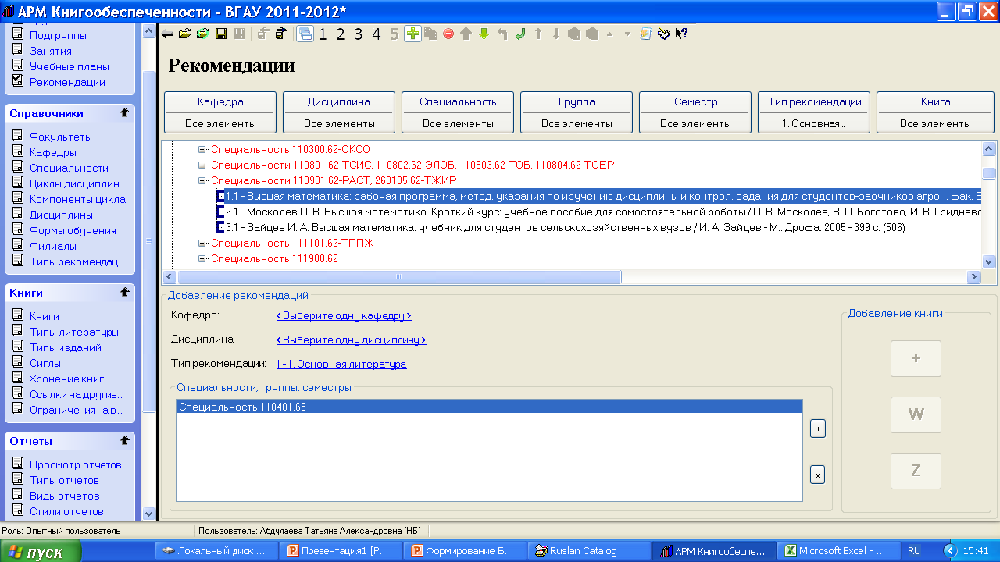 АРМ Книгообеспеченности - ВГАУ 2011-2012*
Подгруппы
Занятия
Учебные планы
Рекомендации
Справочники
Факультеты
Кафедры
Специальности
Циклы дисциплин
Компоненты цикла
Дисциплины
Формы обучения
Филиалы
Типы рекомендац...
Книги
Книги
Типы литературы
Типы изданий
Сиглы
Хранение книг
Ссылки на другие...
Ограничения на в...
Отчеты
Просмотр отчетов
Типы отчетов
Виды отчетов
Стили отчетов
1 2 3 4 5
Рекомендации
Кафедра Дисциплина Специальность Группа Семестр Тип рекомендации Книга
Все элементы Все элементы Все элементы Все элементы Все элементы 1. Основная... Все элементы
Специальность 110300.62-ОКСО
Специальности 110801.62-ТСИС, 110802.62-ЭЛОБ, 110803.62-ТОБ, 110804.62-ТСЕР
Специальности 110901.62-РАСТ, 260105.62-ТЖИР
1.1 - Высшая математика: рабочая программа, метод. указания по изучению дисциплины и контрол. задания для студентов-заочников агрон. фак.
2.1 - Москалев П. В. Высшая математика. Краткий курс: учебное пособие для самостоятельной работы / П. В. Москалев, В. П. Богатова, И. В. Гриднева
3.1 - Зайцев И. А. Высшая математика: учебник для студентов сельскохозяйственных вузов / И. А. Зайцев - М.: Дрофа, 2005 - 399 с. (506)
Специальность 111101.62-ТППЖ
Специальность 111900.62
Добавление рекомендаций
Кафедра: <Выберите одну кафедру>
Дисциплина <Выберите одну дисциплину>
Тип рекомендации: 1-1. Основная литература
Специальности, группы, семестры
Специальность 110401.65
+
x
Добавление книги
+
W
Z
Роль: Опытный пользователь Пользователь: Абдулаева Татьяна Александровна (НБ)
пуск Локальный диск ... Презентация1 [P... Формирование Б... Ruslan Catalog АРМ Книгообеспе... Microsoft Excel - ... RU 15:41